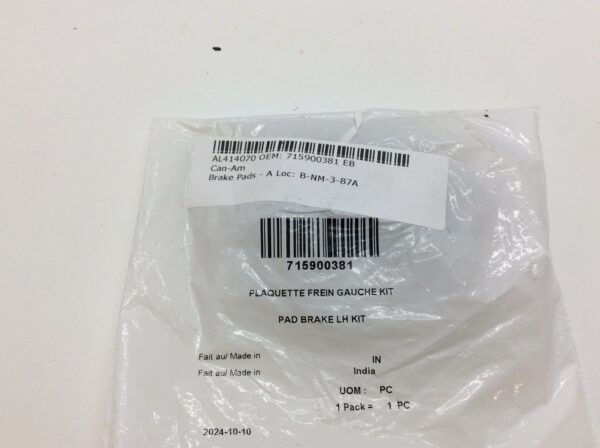 AL414070 OEM: 715900381 EB
Can-Am
Brake Pads - A Loc: B-NM-3-87A
715900381
PLAQUETTE FREIN GAUCHE KIT
PAD BRAKE LH KIT
Fait au/ Made in IN
Fait au/ Made in India
UOM : PC
1 Pack = 1 PC
2024-10-10